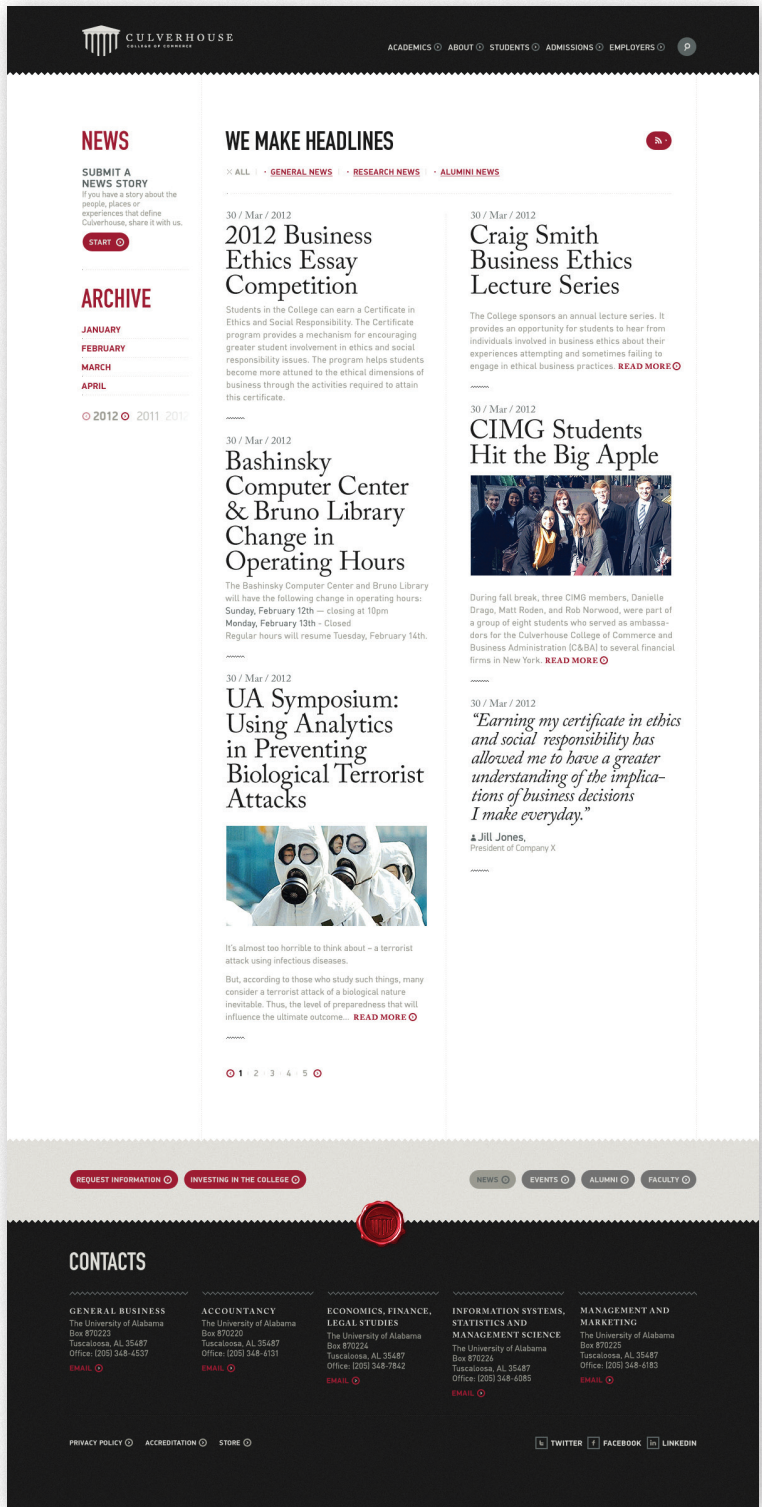 CULVERHOUSE
COLLEGE OF COMMERCE
ACADEMICS ABOUT STUDENTS ADMISSIONS EMPLOYERS
NEWS
SUBMIT A
NEWS STORY
If you have a story about the
people, places or
experiences that define
Culverhouse, share it with us.
START
ARCHIVE
JANUARY
FEBRUARY
MARCH
APRIL
2012 2011 2012
WE MAKE HEADLINES
ALL GENERAL NEWS RESEARCH NEWS ALUMINI NEWS
30 / Mar / 2012
2012 Business
Ethics Essay
Competition
Students in the College can earn a Certificate in
Ethics and Social Responsibility. The Certificate
program provides a mechanism for encouraging
greater student involvement in ethics and social
responsibility issues. The program helps students
become more attuned to the ethical dimensions of
business through the activities required to attain
this certificate.
30 / Mar / 2012
Bashinsky
Computer Center
& Bruno Library
Change in
Operating Hours
The Bashinsky Computer Center and Bruno Library
will have the following change in operating hours:
Sunday, February 12th — closing at 10pm
Monday, February 13th - Closed
Regular hours will resume Tuesday, February 14th.
30 / Mar / 2012
UA Symposium:
Using Analytics
in Preventing
Biological Terrorist
Attacks
It's almost too horrible to think about – a terrorist
attack using infectious diseases.
But, according to those who study such things, many
consider a terrorist attack of a biological nature
inevitable. Thus, the level of preparedness that will
influence the ultimate outcome... READ MORE
1 2 3 4 5
30 / Mar / 2012
Craig Smith
Business Ethics
Lecture Series
The College sponsors an annual lecture series. It
provides an opportunity for students to hear from
individuals involved in business ethics about their
experiences attempting and sometimes failing to
engage in ethical business practices. READ MORE
30 / Mar / 2012
CIMG Students
Hit the Big Apple
During fall break, three CIMG members, Danielle
Drago, Matt Roden, and Rob Norwood, were part of
a group of eight students who served as ambassa-
dors for the Culverhouse College of Commerce and
Business Administration (C&BA) to several financial
firms in New York. READ MORE
30 / Mar / 2012
“Earning my certificate in ethics
and social responsibility has
allowed me to have a greater
understanding of the implica-
tions of business decisions
I make everyday.”
Jill Jones,
President of Company X
REQUEST INFORMATION INVESTING IN THE COLLEGE
NEWS EVENTS ALUMNI FACULTY
CONTACTS
GENERAL BUSINESS
The University of Alabama
Box 870223
Tuscaloosa, AL 35487
Office: (205) 348-4537
EMAIL
ACCOUNTANCY
The University of Alabama
Box 870220
Tuscaloosa, AL 35487
Office: (205) 348-6131
EMAIL
ECONOMICS, FINANCE,
LEGAL STUDIES
The University of Alabama
Box 870224
Tuscaloosa, AL 35487
Office: (205) 348-7842
EMAIL
INFORMATION SYSTEMS,
STATISTICS AND
MANAGEMENT SCIENCE
The University of Alabama
Box 870226
Tuscaloosa, AL 35487
Office: (205) 348-6085
EMAIL
MANAGEMENT AND
MARKETING
The University of Alabama
Box 870225
Tuscaloosa, AL 35487
Office: (205) 348-6183
EMAIL
PRIVACY POLICY ACCREDITATION STORE
TWITTER FACEBOOK LINKEDIN